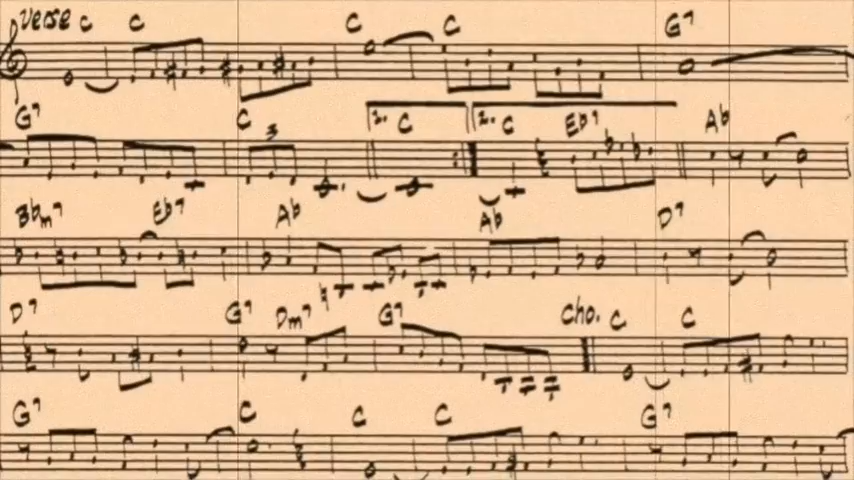 Verse C C C C G7
G7 C 3 1. C 2. C Eb7 Ab
Bbm7 Eb7 Ab Ab D7
D7 G7 Dm7 G7 Cho. C C
G7 C C C G7